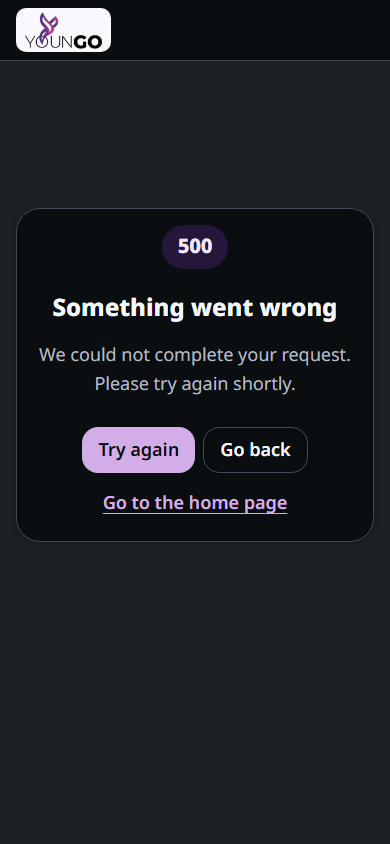 YOUNGO
500
Something went wrong
We could not complete your request.
Please try again shortly.
Try again
Go back
Go to the home page